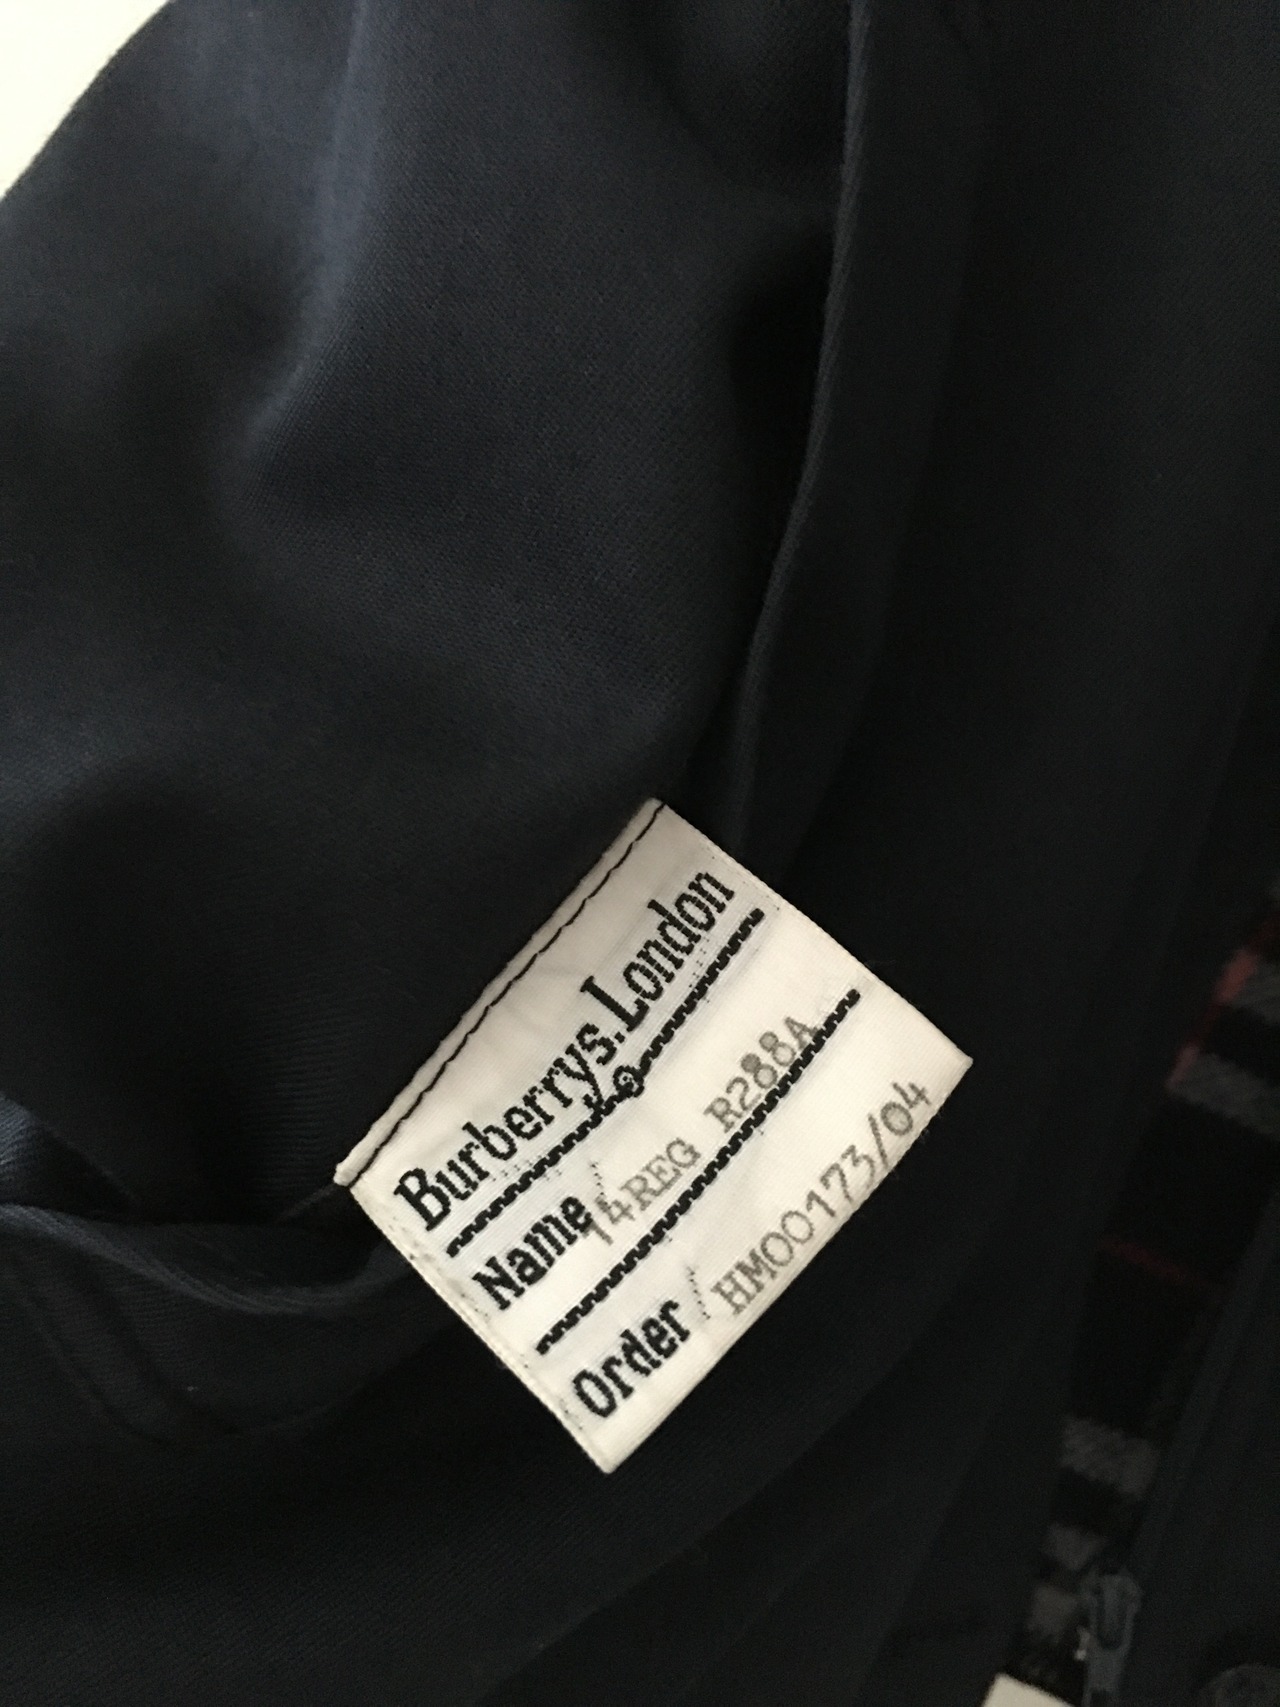 Burberrys. London
Name 14REG R288A
Order HM00173/04